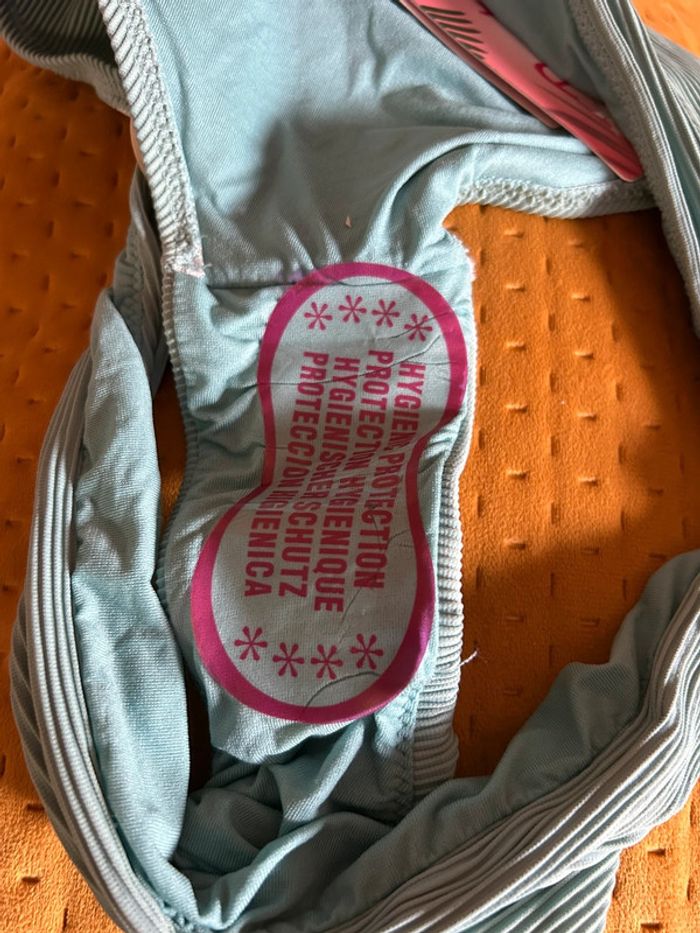 HYGIENE PROTECTION
PROTECTION HYGIENIQUE
HYGIENISCHER SCHUTZ
PROTECCION HIGIENICA